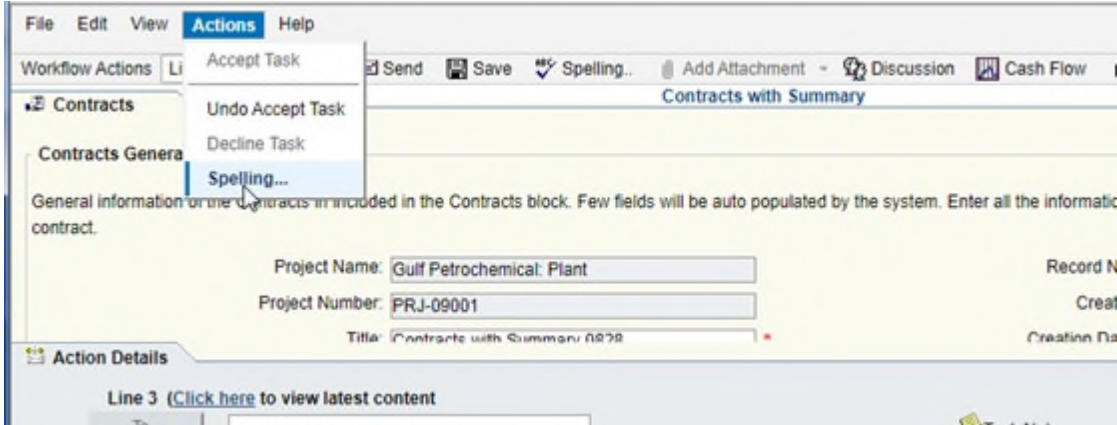 File Edit View Actions Help
Workflow Actions Li Send Save Spelling.. Add Attachment Discussion Cash Flow
Accept Task
Contracts
Contracts with Summary
Undo Accept Task
Decline Task
Spelling...
Contracts Genera
General information of the Contracts in included in the Contracts block. Few fields will be auto populated by the system. Enter all the informatio
contract.
Project Name: Gulf Petrochemical: Plant Record N
Project Number: PRJ-09001 Creat
Title: Contracts with Summary 0828 * Creation Da
Action Details
Line 3 (Click here to view latest content